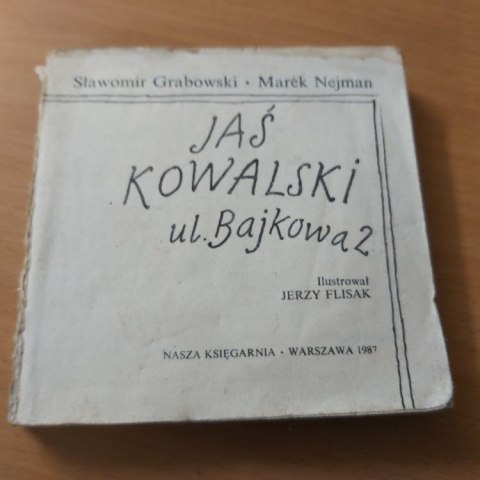 Sławomir Grabowski • Marek Nejman
JAŚ
KOWALSKI
ul. Bajkowa 2
Ilustrował
JERZY FLISAK
NASZA KSIĘGARNIA • WARSZAWA 1987